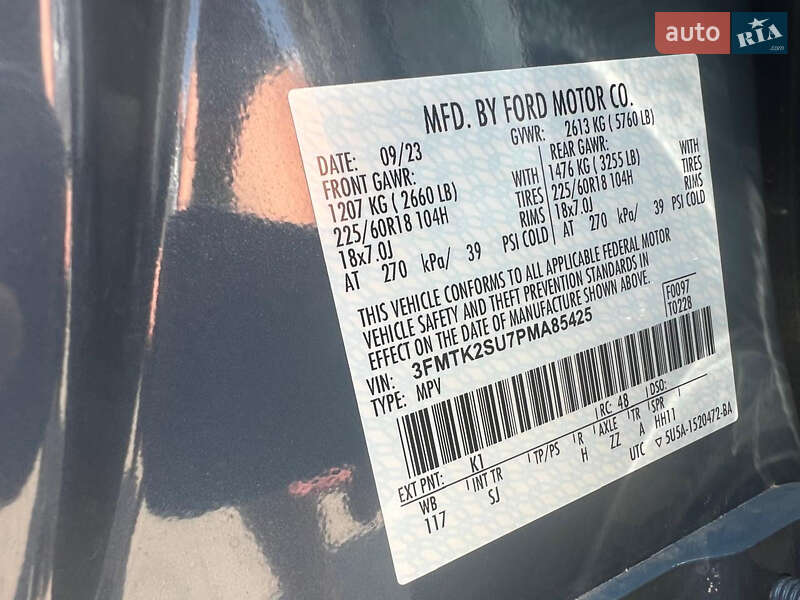 auto RIA.com
MFD. BY FORD MOTOR CO.
DATE: 09/23 GVWR: 2613 KG ( 5760 LB)
FRONT GAWR: REAR GAWR:
1207 KG ( 2660 LB) WITH 1476 KG ( 3255 LB) WITH
225/60R18 104H TIRES 225/60R18 104H TIRES
18x7.0J RIMS 18x7.0J RIMS
AT 270 kPa/ 39 PSI COLD AT 270 kPa/ 39 PSI COLD
THIS VEHICLE CONFORMS TO ALL APPLICABLE FEDERAL MOTOR
VEHICLE SAFETY AND THEFT PREVENTION STANDARDS IN
EFFECT ON THE DATE OF MANUFACTURE SHOWN ABOVE.
F0097
T0228
VIN: 3FMTK2SU7PMA85425
TYPE: MPV
EXT PNT: K1 RC: 48 DSO:
WB INT TR TP/PS R AXLE TR SPR
117 SJ H ZZ A HH11
UTC ▽ 5U5A-1520472-BA